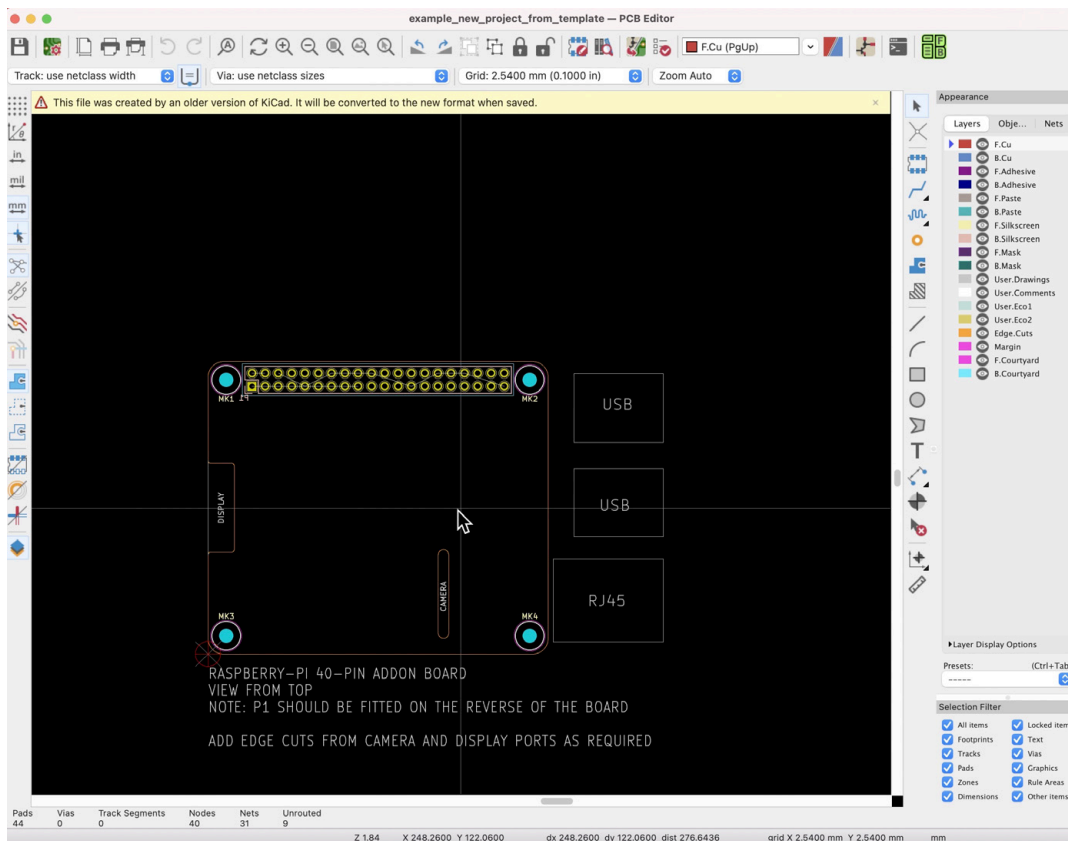 example_new_project_from_template — PCB Editor
F.Cu (PgUp)
Track: use netclass width
Via: use netclass sizes
Grid: 2.5400 mm (0.1000 in)
Zoom Auto
This file was created by an older version of KiCad. It will be converted to the new format when saved.
in
mil
mm
MK1
P1
MK2
DISPLAY
CAMERA
MK3
MK4
USB
USB
RJ45
RASPBERRY-PI 40-PIN ADDON BOARD
VIEW FROM TOP
NOTE: P1 SHOULD BE FITTED ON THE REVERSE OF THE BOARD
ADD EDGE CUTS FROM CAMERA AND DISPLAY PORTS AS REQUIRED
Appearance
Layers Obje... Nets
F.Cu
B.Cu
F.Adhesive
B.Adhesive
F.Paste
B.Paste
F.Silkscreen
B.Silkscreen
F.Mask
B.Mask
User.Drawings
User.Comments
User.Eco1
User.Eco2
Edge.Cuts
Margin
F.Courtyard
B.Courtyard
Layer Display Options
Presets: (Ctrl+Tab
-----
Selection Filter
All items Locked item
Footprints Text
Tracks Vias
Pads Graphics
Zones Rule Areas
Dimensions Other items
Pads Vias Track Segments Nodes Nets Unrouted
44 0 0 40 31 9
Z 1.84 X 248.2600 Y 122.0600 dx 248.2600 dy 122.0600 dist 276.6436 grid X 2.5400 mm Y 2.5400 mm mm